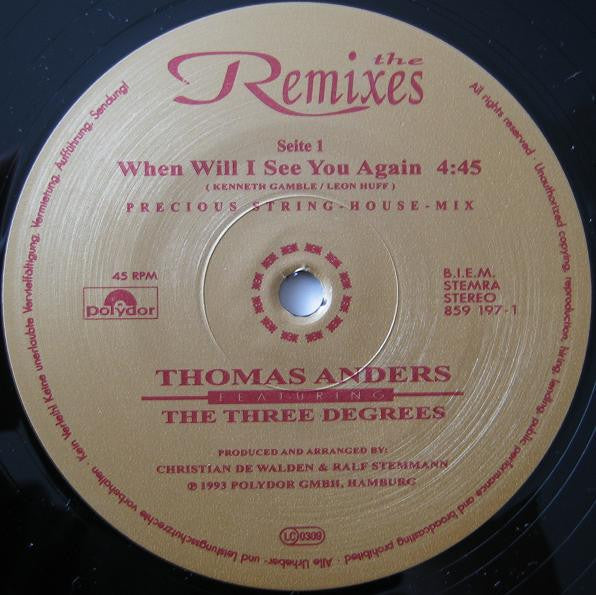 the
Remixes
Seite 1
When Will I See You Again 4:45
( KENNETH GAMBLE / LEON HUFF )
PRECIOUS STRING-HOUSE-MIX
45 RPM
polydor
B.I.E.M.
STEMRA
STEREO
859 197-1
THOMAS ANDERS
FEATURING
THE THREE DEGREES
PRODUCED AND ARRANGED BY:
CHRISTIAN DE WALDEN & RALF STEMMANN
℗ 1993 POLYDOR GMBH, HAMBURG
LC 0309
All rights reserved · Unauthorized copying, reproduction, hiring, lending, public performance and broadcasting prohibited · Alle Urheber- und Leistungsschutzrechte vorbehalten · Kein Verleih! Keine unerlaubte Vervielfältigung, Vermietung, Aufführung, Sendung!